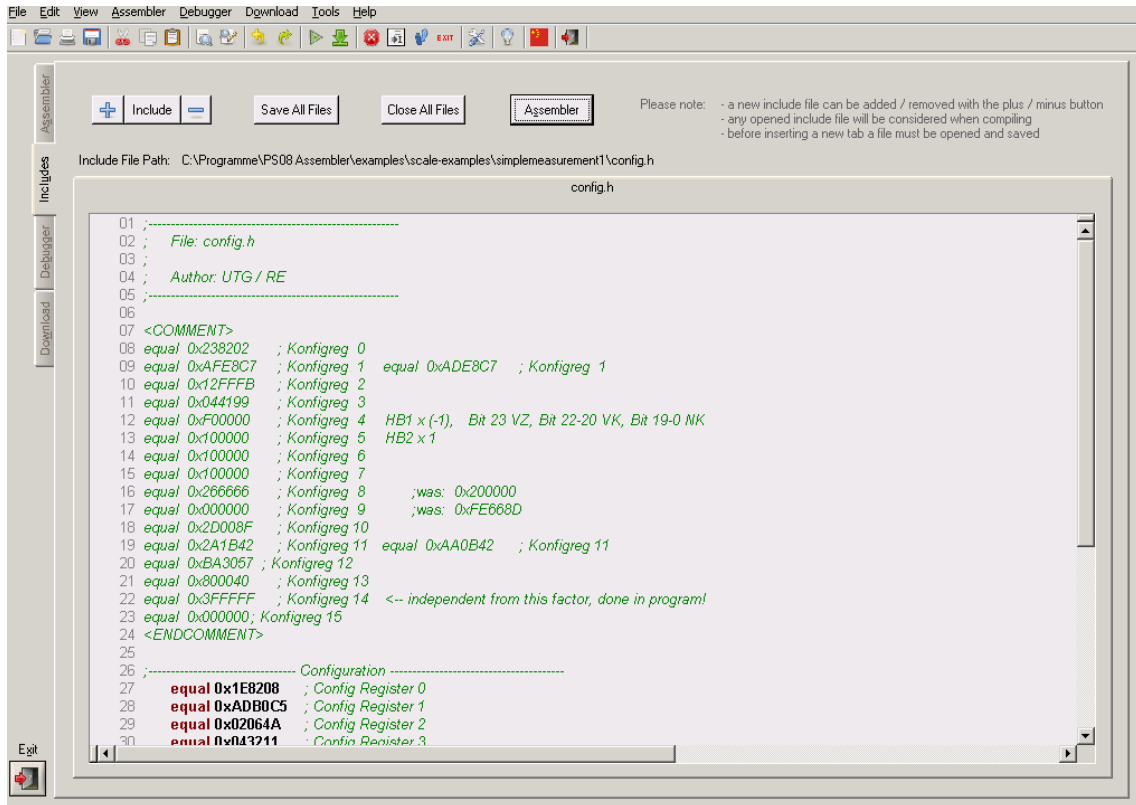 File Edit View Assembler Debugger Download Tools Help
EXIT
Assembler
Includes
Debugger
Download
Include
Save All Files
Close All Files
Assembler
Please note: - a new include file can be added / removed with the plus / minus button
- any opened include file will be considered when compiling
- before inserting a new tab a file must be opened and saved
Include File Path: C:\Programme\PS08 Assembler\examples\scale-examples\simplemeasurement1\config.h
config.h
01 ;--------------------------------------------------------
02 ; File: config.h
03 ;
04 ; Author: UTG / RE
05 ;--------------------------------------------------------
06
07 <COMMENT>
08 equal 0x238202 ; Konfigreg 0
09 equal 0xAFE8C7 ; Konfigreg 1 equal 0xADE8C7 ; Konfigreg 1
10 equal 0x12FFFB ; Konfigreg 2
11 equal 0x044199 ; Konfigreg 3
12 equal 0xF00000 ; Konfigreg 4 HB1 x (-1), Bit 23 VZ, Bit 22-20 VK, Bit 19-0 NK
13 equal 0x100000 ; Konfigreg 5 HB2 x 1
14 equal 0x100000 ; Konfigreg 6
15 equal 0x100000 ; Konfigreg 7
16 equal 0x266666 ; Konfigreg 8 ;was: 0x200000
17 equal 0x000000 ; Konfigreg 9 ;was: 0xFE668D
18 equal 0x2D008F ; Konfigreg 10
19 equal 0x2A1B42 ; Konfigreg 11 equal 0xAA0B42 ; Konfigreg 11
20 equal 0xBA3057 ; Konfigreg 12
21 equal 0x800040 ; Konfigreg 13
22 equal 0x3FFFFF ; Konfigreg 14 <-- independent from this factor, done in program!
23 equal 0x000000; Konfigreg 15
24 <ENDCOMMENT>
25
26 ;--------------------------------- Configuration ---------------------------------------
27 equal 0x1E8208 ; Config Register 0
28 equal 0xADB0C5 ; Config Register 1
29 equal 0x02064A ; Config Register 2
30 equal 0x043211 ; Config Register 3
Exit